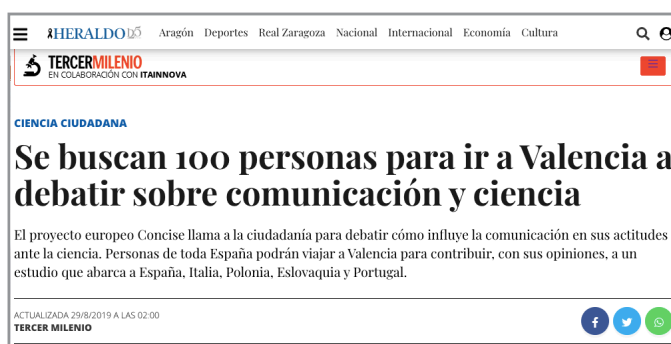 HERALDO
Aragón Deportes Real Zaragoza Nacional Internacional Economía Cultura
TERCERMILENIO
EN COLABORACIÓN CON ITAINNOVA
CIENCIA CIUDADANA
Se buscan 100 personas para ir a Valencia a
debatir sobre comunicación y ciencia
El proyecto europeo Concise llama a la ciudadanía para debatir cómo influye la comunicación en sus actitudes
ante la ciencia. Personas de toda España podrán viajar a Valencia para contribuir, con sus opiniones, a un
estudio que abarca a España, Italia, Polonia, Eslovaquia y Portugal.
ACTUALIZADA 29/8/2019 A LAS 02:00
TERCER MILENIO